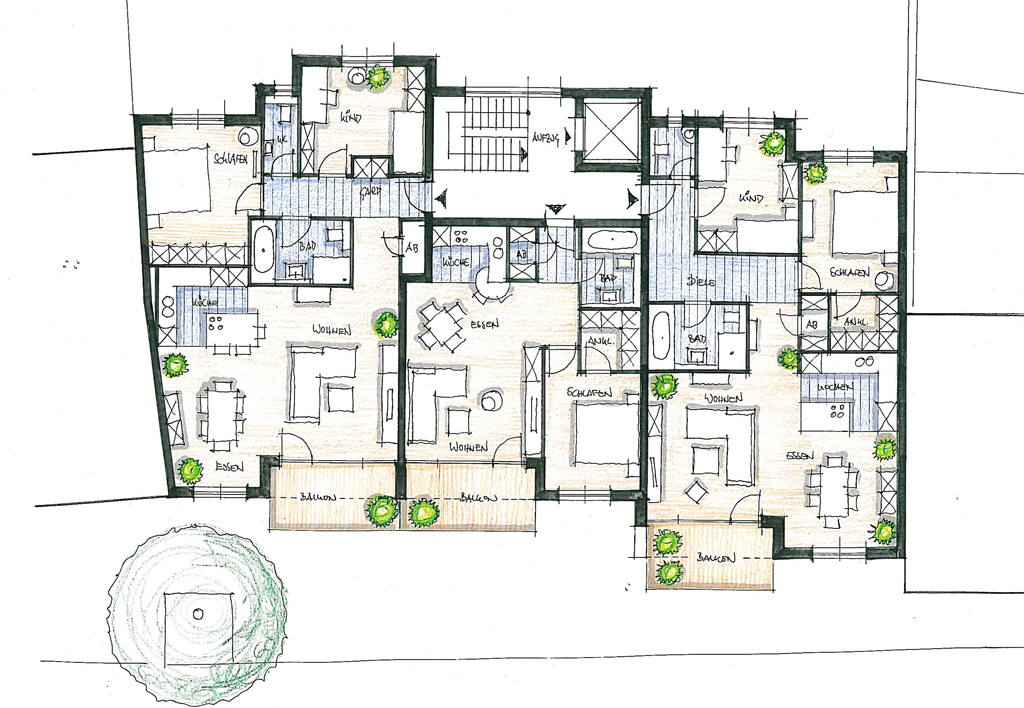 KIND
AUFZUG
WC
SCHLAFEN
GARD
KIND
BAD
AB
KÜCHE
AB
BAD
DIELE
SCHLAFEN
KÜCHE
WOHNEN
ESSEN
ANKL.
BAD
AB
ANKL.
SCHLAFEN
KOCHEN
WOHNEN
WOHNEN
ESSEN
ESSEN
BALKON
BALKON
BALKON